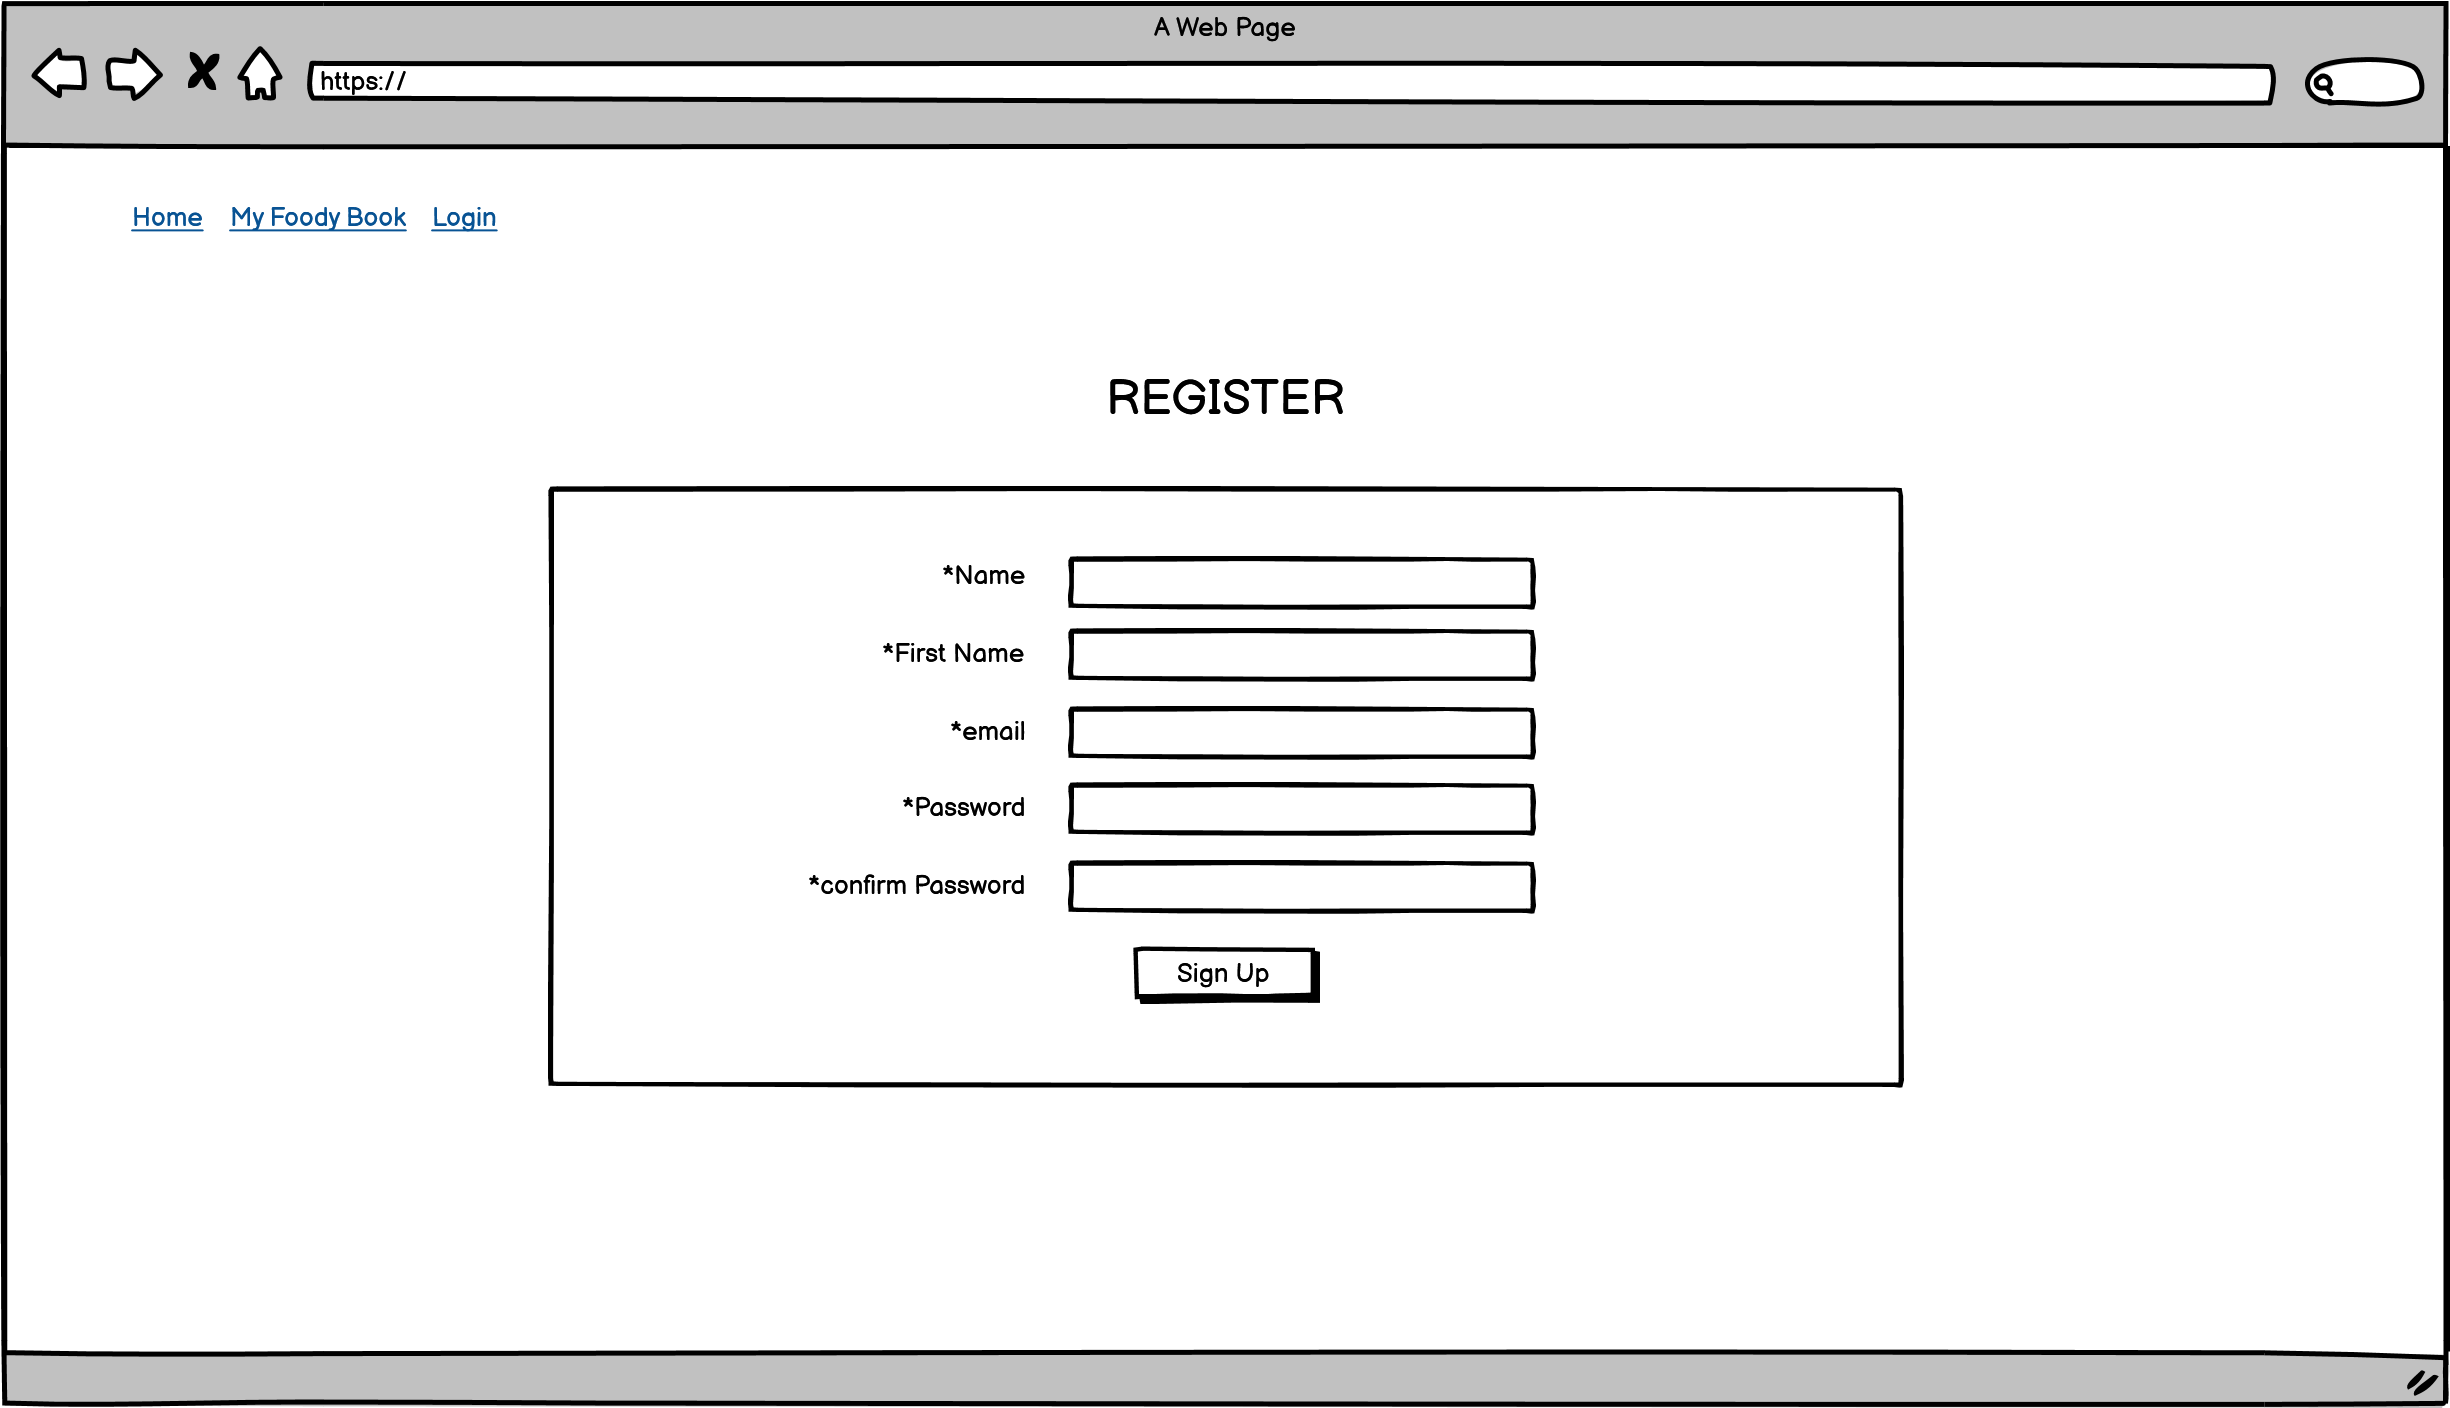 A Web Page
https://
Home My Foody Book Login
REGISTER
*Name
*First Name
*email
*Password
*confirm Password
Sign Up